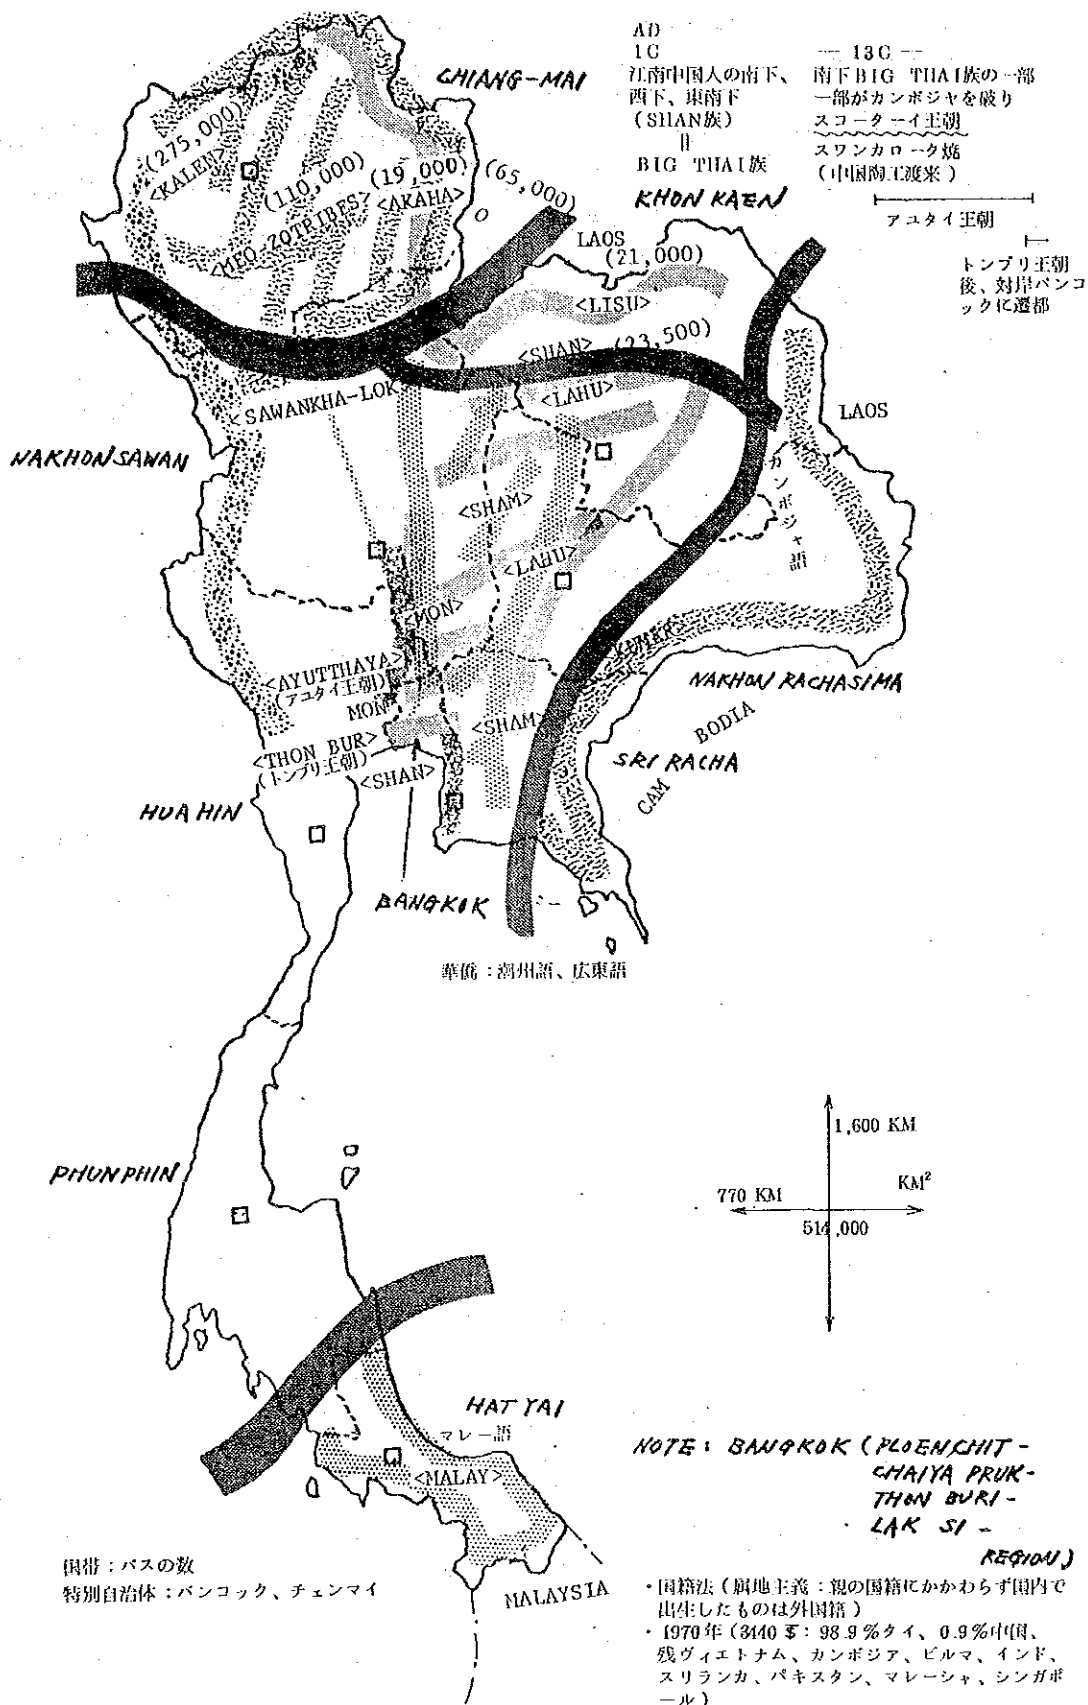 AD
1C
江南中国人の南下、
西下、東南下
(SHAN族)
||
BIG THAI族
-- 13C --
南下BIG THAI族の一部
一部がカンボジャを破り
スコータイ王朝
スワンカローク焼
(中国陶工渡来)
アユタイ王朝
トンブリ王朝
後、対岸バンコ
ックに遷都
CHIANG-MAI
(275,000)
<KALEN>
(110,000)
<MEO-ZOTRIBES>
(19,000)
<AKAHA>
(65,000)
KHON KAEN
LAOS
(21,000)
<LISU>
<SHAN>
(23,500)
<LAHU>
<SAWANKHA-LOK
LAOS
NAKHON SAWAN
カンボジャ語
<SHAM>
<LAHU>
<MON>
KUMER>
<AYUTTHAYA>
(アユタイ王朝)
MON
NAKHON RACHASIMA
<SHAM>
<THON BUR>
(トンブリ王朝)
<SHAN>
SRI RACHA
CAM
BODIA
HUA HIN
BANGKOK
華僑:潮州語、広東語
1,600 KM
770 KM
KM²
514,000
PHUNPHIN
HAT YAI
マレー語
<MALAY>
NOTE: BANGKOK (PLOENCHIT-
CHAIYA PRUK-
THON BURI-
LAK SI -
REGION)
国帯:バスの数
特別自治体:バンコック、チェンマイ
MALAYSIA
・国籍法(属地主義:親の国籍にかかわらず国内で
出生したものは外国籍)
・1970年(3440 : 98.9%タイ、0.9%中国、
残ヴィエトナム、カンボジア、ビルマ、インド、
スリランカ、パキスタン、マレーシャ、シンガポ
ール)